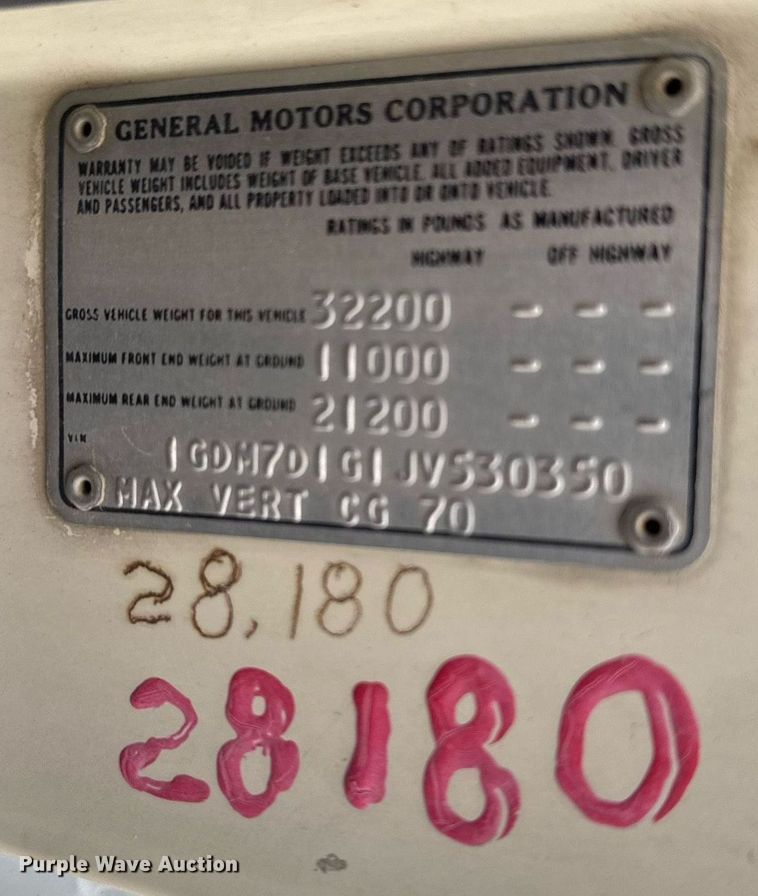 GENERAL MOTORS CORPORATION
WARRANTY MAY BE VOIDED IF WEIGHT EXCEEDS ANY OF RATINGS SHOWN. GROSS
VEHICLE WEIGHT INCLUDES WEIGHT OF BASE VEHICLE, ALL ADDED EQUIPMENT, DRIVER
AND PASSENGERS, AND ALL PROPERTY LOADED INTO OR ONTO VEHICLE.
RATINGS IN POUNDS AS MANUFACTURED
HIGHWAY OFF HIGHWAY
GROSS VEHICLE WEIGHT FOR THIS VEHICLE 32200 - - -
MAXIMUM FRONT END WEIGHT AT GROUND 11000 - - -
MAXIMUM REAR END WEIGHT AT GROUND 21200 - - -
VIN
1GDM7D1G1JV530350
MAX VERT CG 70
28,180
28180
Purple Wave Auction